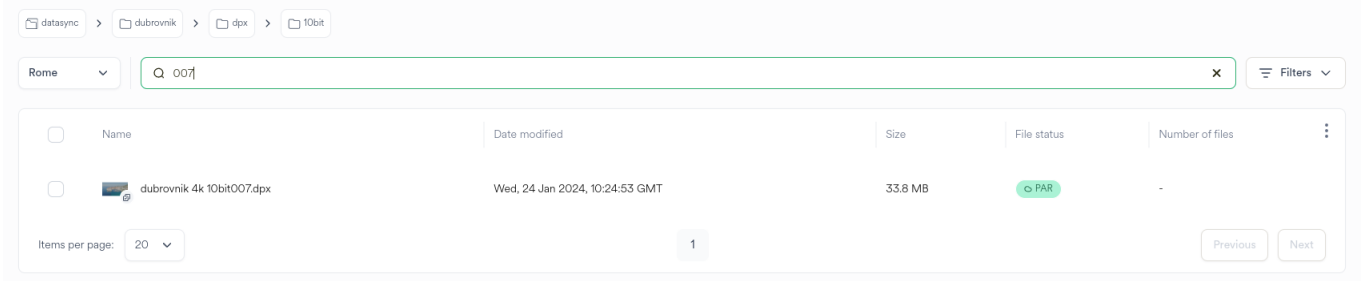 datasync > dubrovnik > dpx > 10bit
Rome 007 Filters
Name Date modified Size File status Number of files
dubrovnik 4k 10bit007.dpx Wed, 24 Jan 2024, 10:24:53 GMT 33.8 MB PAR -
Items per page: 20 1 Previous Next